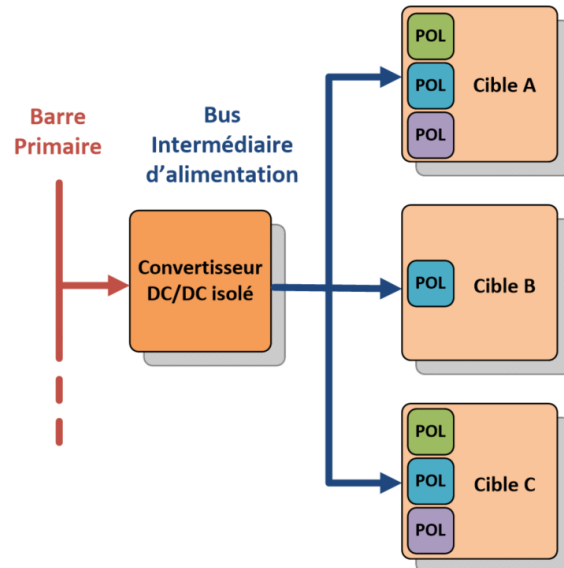 Barre
Primaire
Bus
Intermédiaire
d'alimentation
Convertisseur
DC/DC isolé
POL
POL
POL
Cible A
POL
Cible B
POL
POL
POL
Cible C